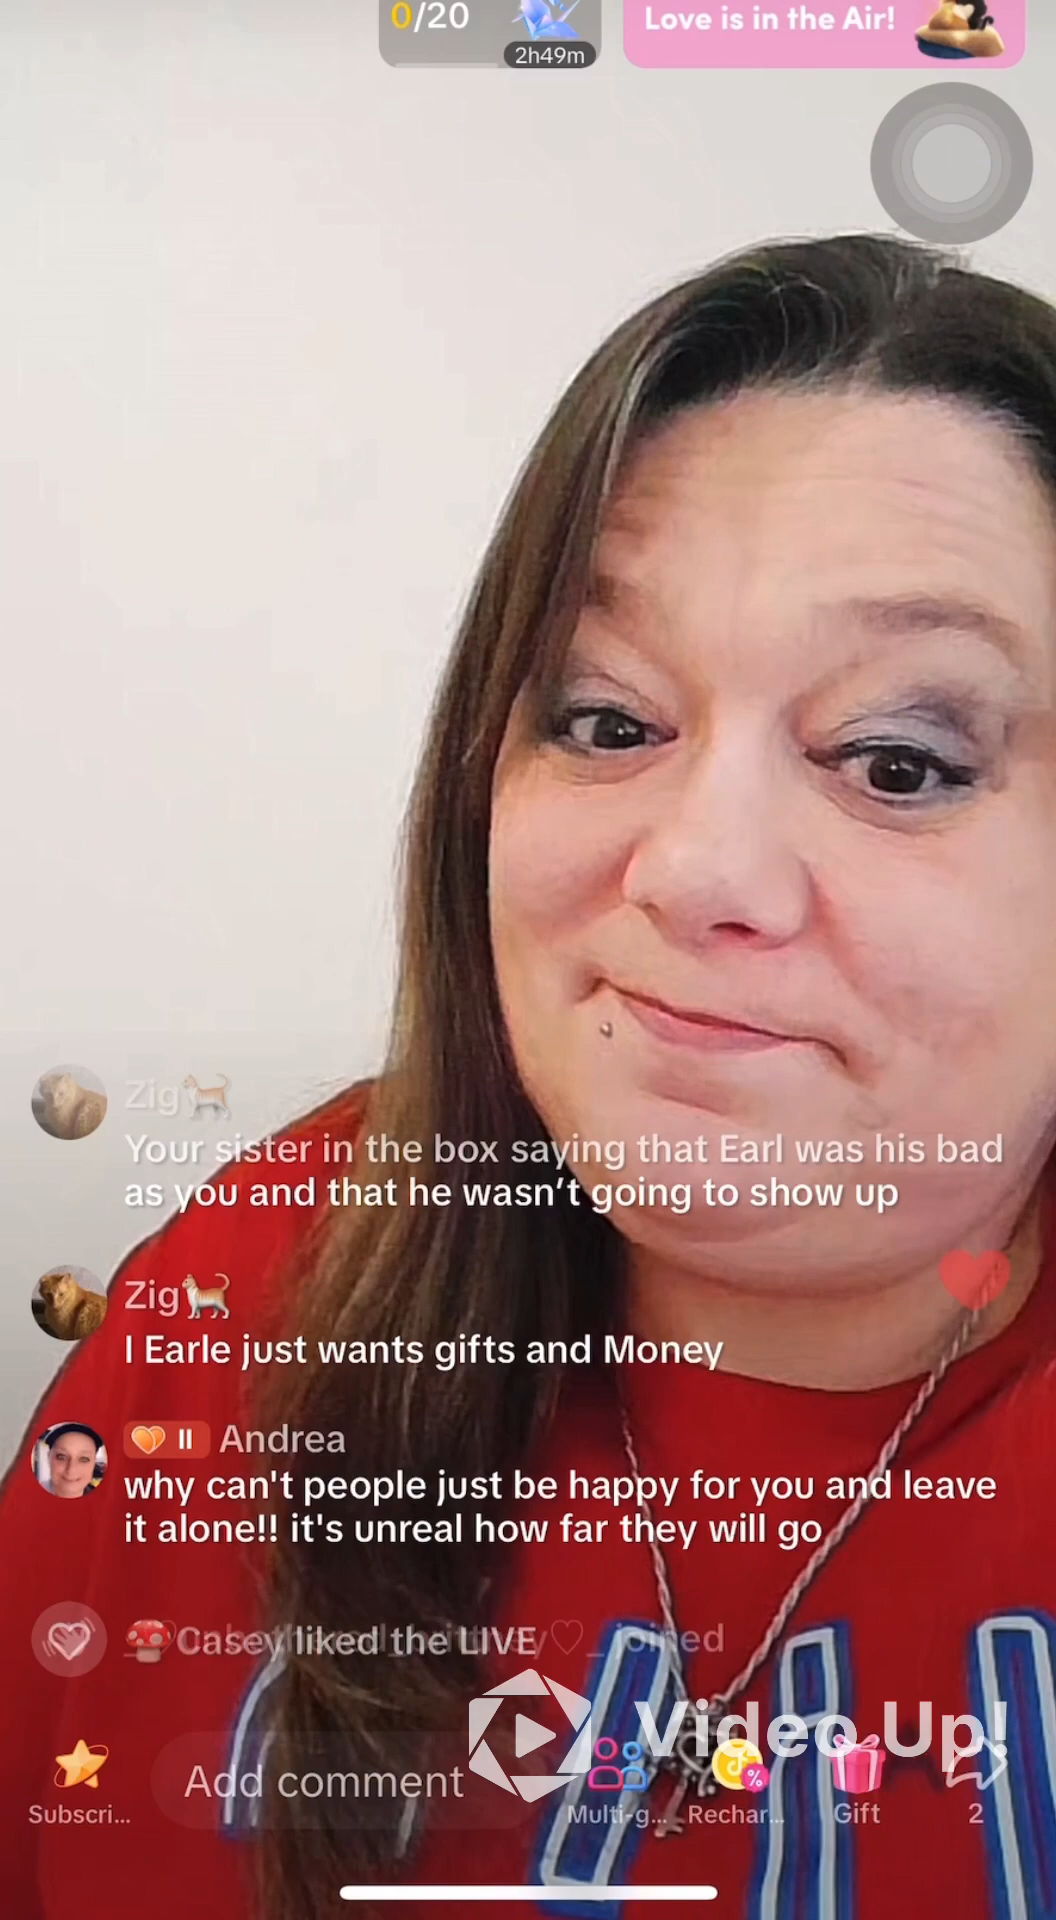 0/20
2h49m
Love is in the Air!
Zig
Your sister in the box saying that Earl was his bad
as you and that he wasn’t going to show up
Zig
I Earle just wants gifts and Money
II Andrea
why can't people just be happy for you and leave
it alone!! it's unreal how far they will go
Casey liked the LIVE
joined
Video Up!
Add comment
Subscri...
Multi-g...
Rechar...
%
Gift
2